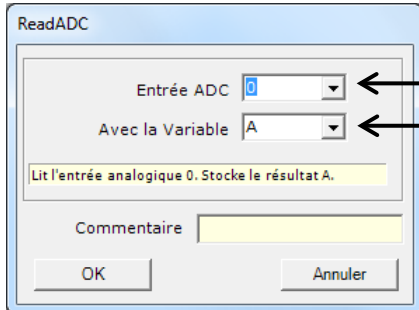 ReadADC
Entrée ADC 0
Avec la Variable A
Lit l'entrée analogique 0. Stocke le résultat A.
Commentaire
OK Annuler